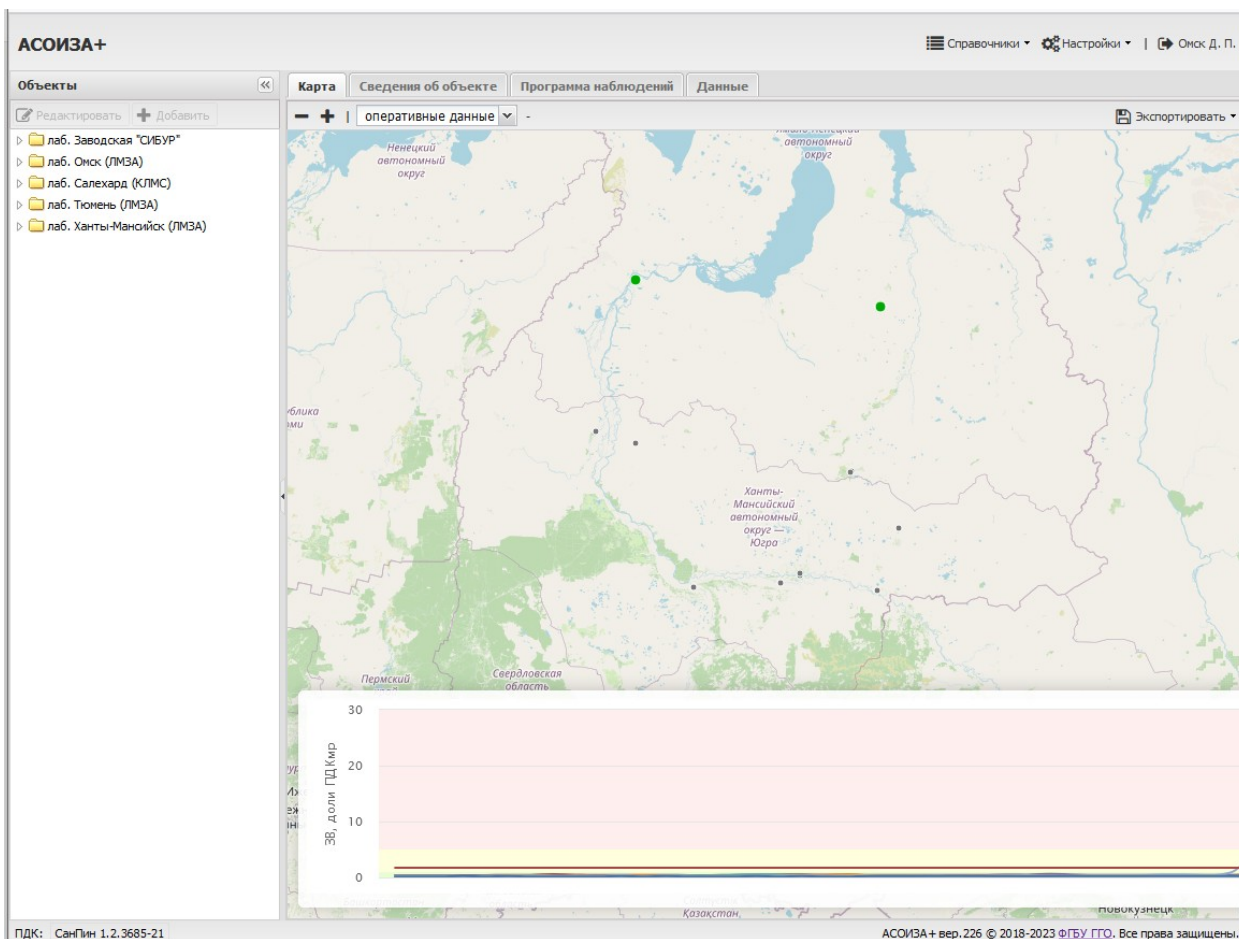 АСОИЗА+
Справочники Настройки | Омск Д. П.
Объекты
Карта Сведения об объекте Программа наблюдений Данные
Редактировать Добавить
| оперативные данные -
Экспортировать
лаб. Заводская "СИБУР"
лаб. Омск (ЛМЗА)
лаб. Салехард (КЛМС)
лаб. Тюмень (ЛМЗА)
лаб. Ханты-Мансийск (ЛМЗА)
Ненецкий
автономный
округ
автономный
округ
Ханты-
Мансийский
автономный
округ —
Югра
Пермский
Свердловская
область
30
20
10
0
ЗВ, доли ПДКмр
Казахстан,
Новокузнецк
ПДК: СанПин 1.2.3685-21
АСОИЗА+ вер.226 © 2018-2023 ФГБУ ГГО. Все права защищены.